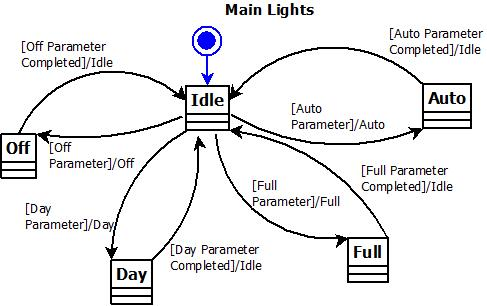 Main Lights
[Off Parameter
Completed]/Idle
[Auto Parameter
Completed]/Idle
Idle
Auto
[Auto
Parameter]/Auto
Off
[Off
Parameter]/Off
[Full Parameter
Completed]/Idle
[Day
Parameter]/Day
[Full
Parameter]/Full
[Day Parameter
Completed]/Idle
Full
Day